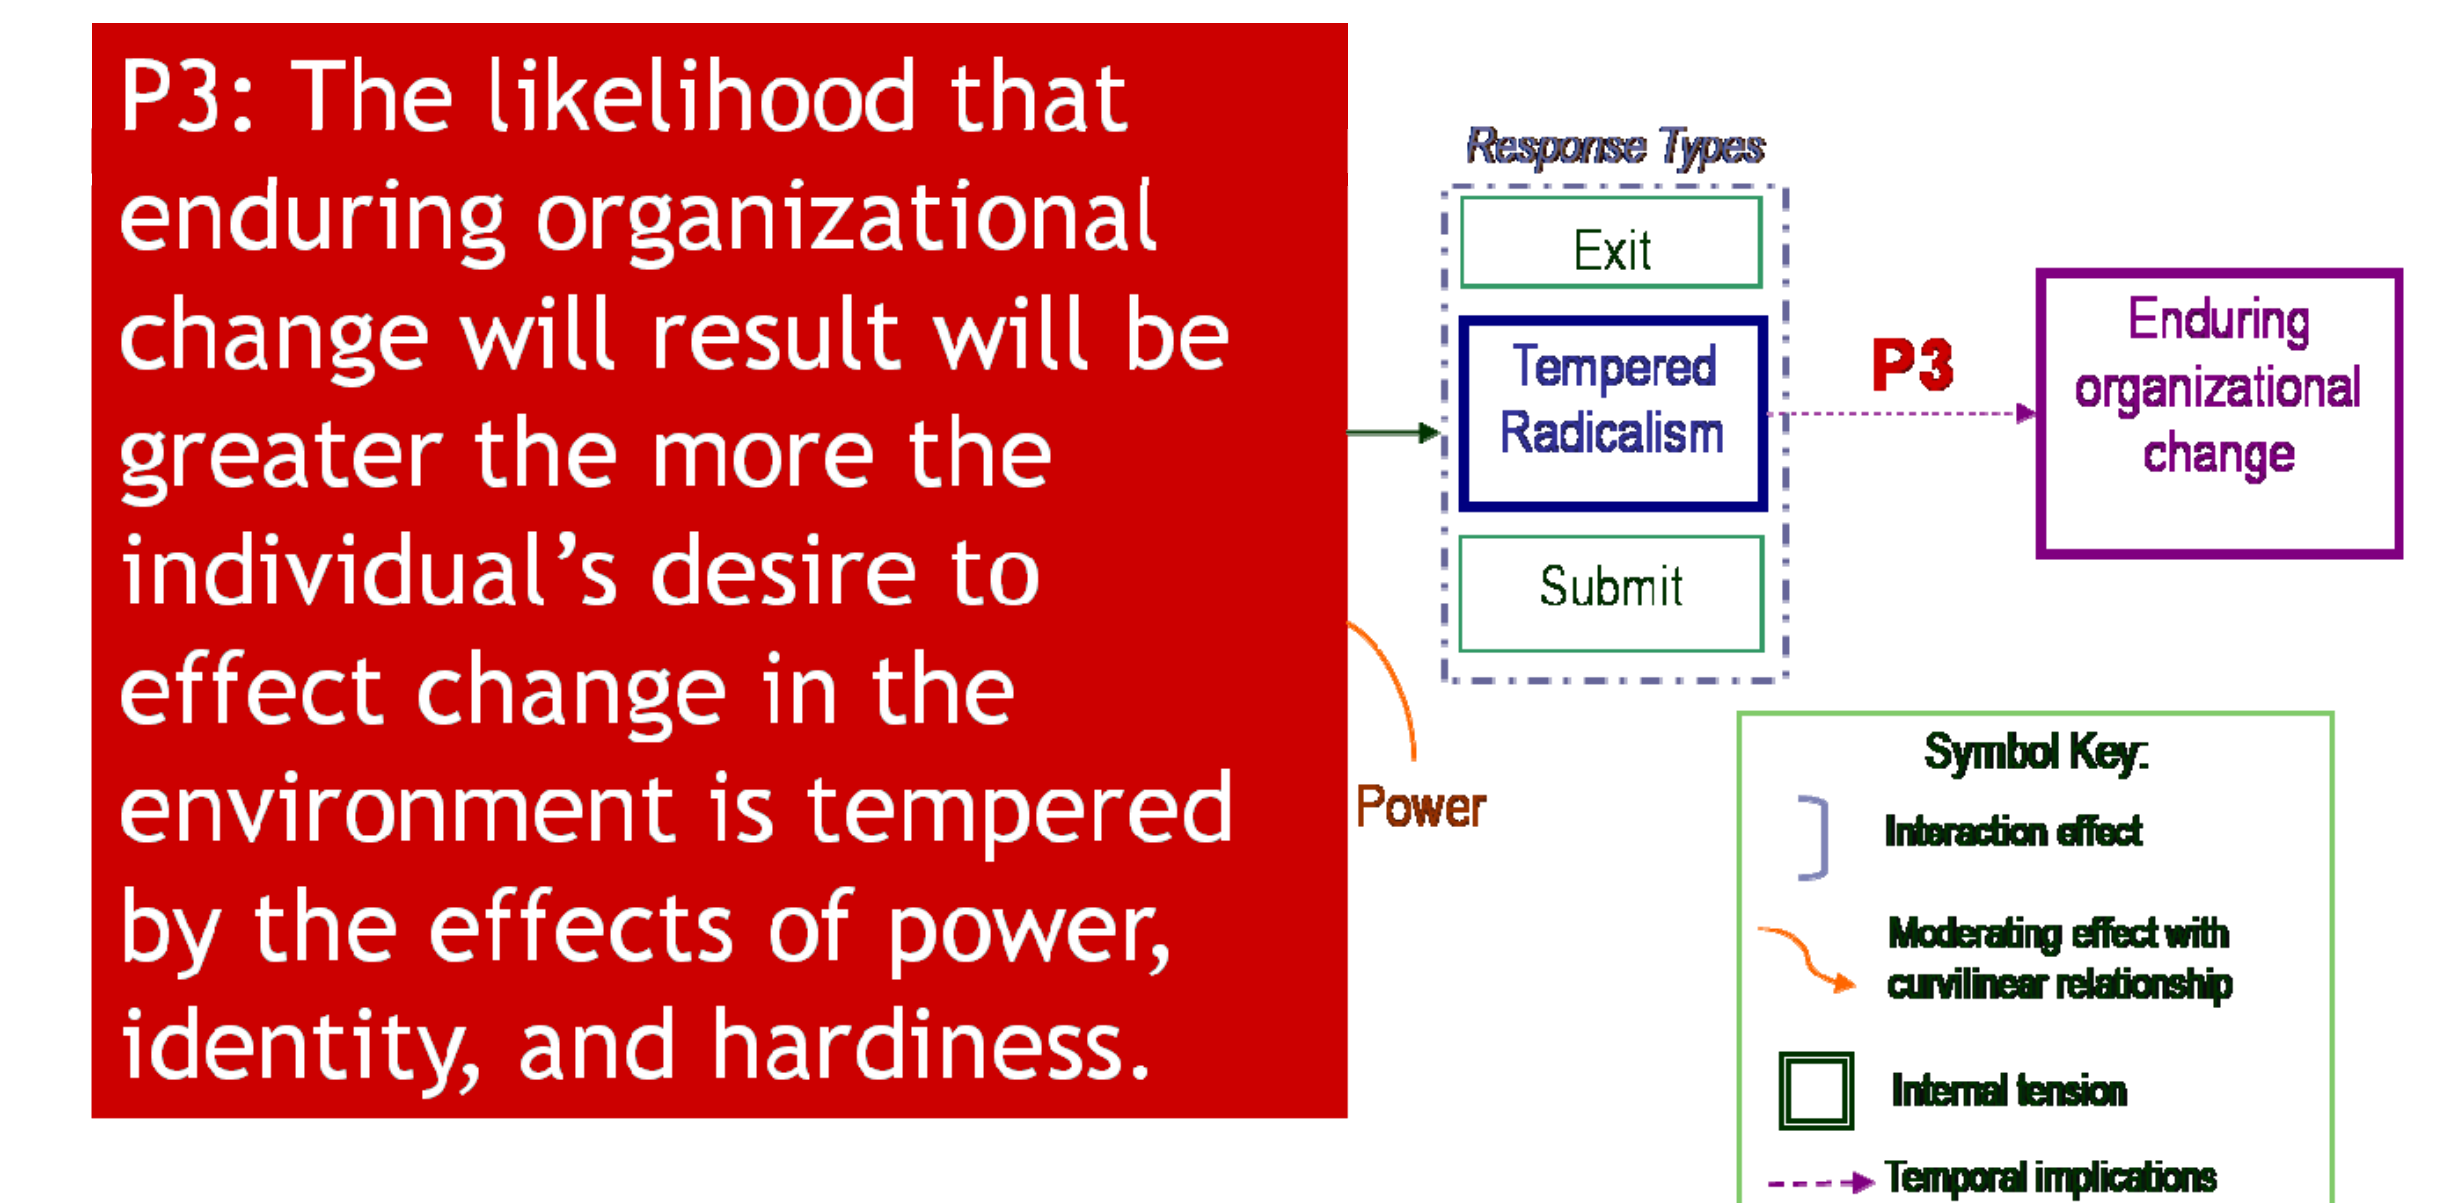 P3: The likelihood that
enduring organizational
change will result will be
greater the more the
individual’s desire to
effect change in the
environment is tempered
by the effects of power,
identity, and hardiness.
Response Types
Exit
Tempered
Radicalism
Submit
P3
Enduring
organizational
change
Power
Symbol Key:
Interaction effect
Moderating effect with
curvilinear relationship
Internal tension
Temporal implications